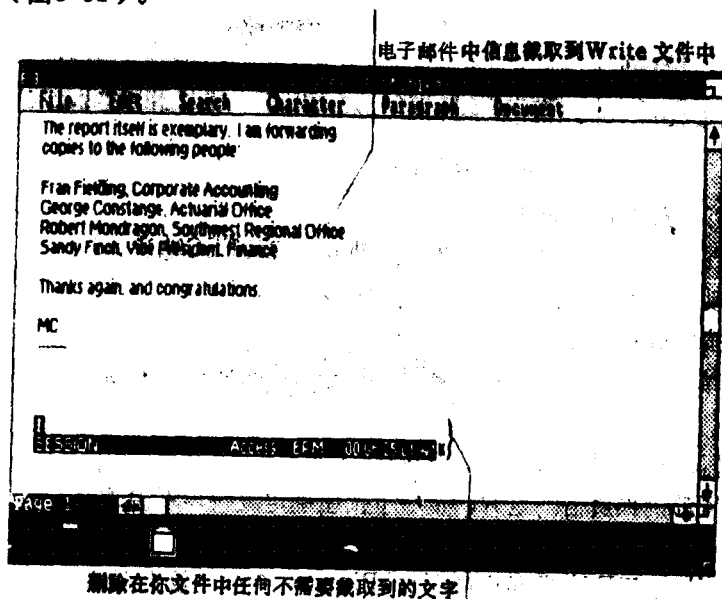 电子邮件中信息截取到Write 文件中
File Edit Search Character Paragraph Document
The report itself is exemplary. I am forwarding
copies to the following people:
Fran Fielding, Corporate Accounting
George Constange, Actuarial Office
Robert Mondragon, Southwest Regional Office
Sandy Finch, Vice President, Finance
Thanks again, and congratulations.
MC
SESSION Access EFM
Page 1
删除在你文件中任何不需要截取到的文字